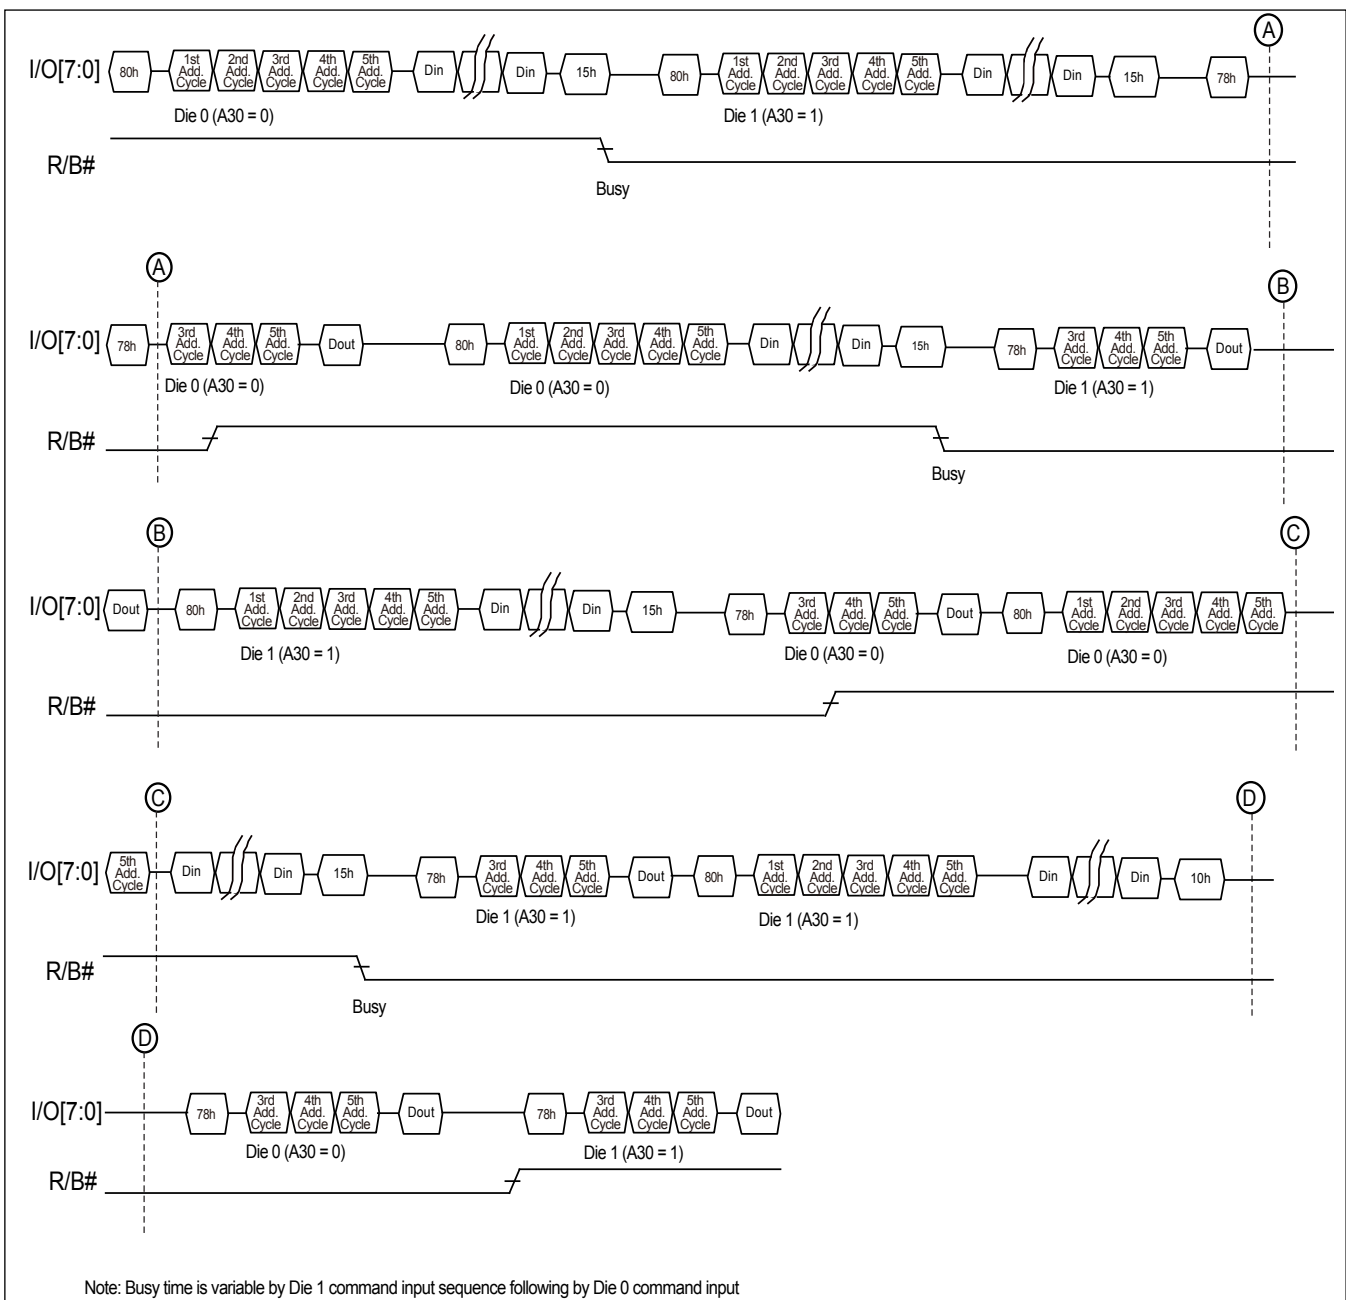 A
I/O[7:0] 80h 1st Add. Cycle 2nd Add. Cycle 3rd Add. Cycle 4th Add. Cycle 5th Add. Cycle Din Din 15h 80h 1st Add. Cycle 2nd Add. Cycle 3rd Add. Cycle 4th Add. Cycle 5th Add. Cycle Din Din 15h 78h
Die 0 (A30 = 0) Die 1 (A30 = 1)
R/B#
Busy
A B
I/O[7:0] 78h 3rd Add. Cycle 4th Add. Cycle 5th Add. Cycle Dout 80h 1st Add. Cycle 2nd Add. Cycle 3rd Add. Cycle 4th Add. Cycle 5th Add. Cycle Din Din 15h 78h 3rd Add. Cycle 4th Add. Cycle 5th Add. Cycle Dout
Die 0 (A30 = 0) Die 0 (A30 = 0) Die 1 (A30 = 1)
R/B#
Busy
B C
I/O[7:0] Dout 80h 1st Add. Cycle 2nd Add. Cycle 3rd Add. Cycle 4th Add. Cycle 5th Add. Cycle Din Din 15h 78h 3rd Add. Cycle 4th Add. Cycle 5th Add. Cycle Dout 80h 1st Add. Cycle 2nd Add. Cycle 3rd Add. Cycle 4th Add. Cycle 5th Add. Cycle
Die 1 (A30 = 1) Die 0 (A30 = 0) Die 0 (A30 = 0)
R/B#
C D
I/O[7:0] 5th Add. Cycle Din Din 15h 78h 3rd Add. Cycle 4th Add. Cycle 5th Add. Cycle Dout 80h 1st Add. Cycle 2nd Add. Cycle 3rd Add. Cycle 4th Add. Cycle 5th Add. Cycle Din Din 10h
Die 1 (A30 = 1) Die 1 (A30 = 1)
R/B#
Busy
D
I/O[7:0] 78h 3rd Add. Cycle 4th Add. Cycle 5th Add. Cycle Dout 78h 3rd Add. Cycle 4th Add. Cycle 5th Add. Cycle Dout
Die 0 (A30 = 0) Die 1 (A30 = 1)
R/B#
Note: Busy time is variable by Die 1 command input sequence following by Die 0 command input